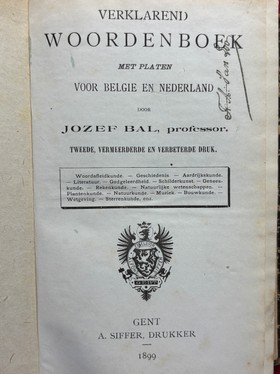 VERKLAREND
WOORDENBOEK
MET PLATEN
VOOR BELGIE EN NEDERLAND
DOOR
JOZEF BAL, professor.
TWEEDE, VERMEERDERDE EN VERBETERDE DRUK.
Woordafleidkunde. — Geschiedenis — Aardrijkskunde.
— Literatuur. — Godgeleerdheid. — Schilderkunst. — Genees-
kunde. — Rekenkunde. — Natuurlijke wetenschappen. —
Plantenkunde. — Natuurkunde — Muziek. — Bouwkunde. —
Wetgeving. — Sterrenkunde, enz.
GENT
A. SIFFER, DRUKKER
1899